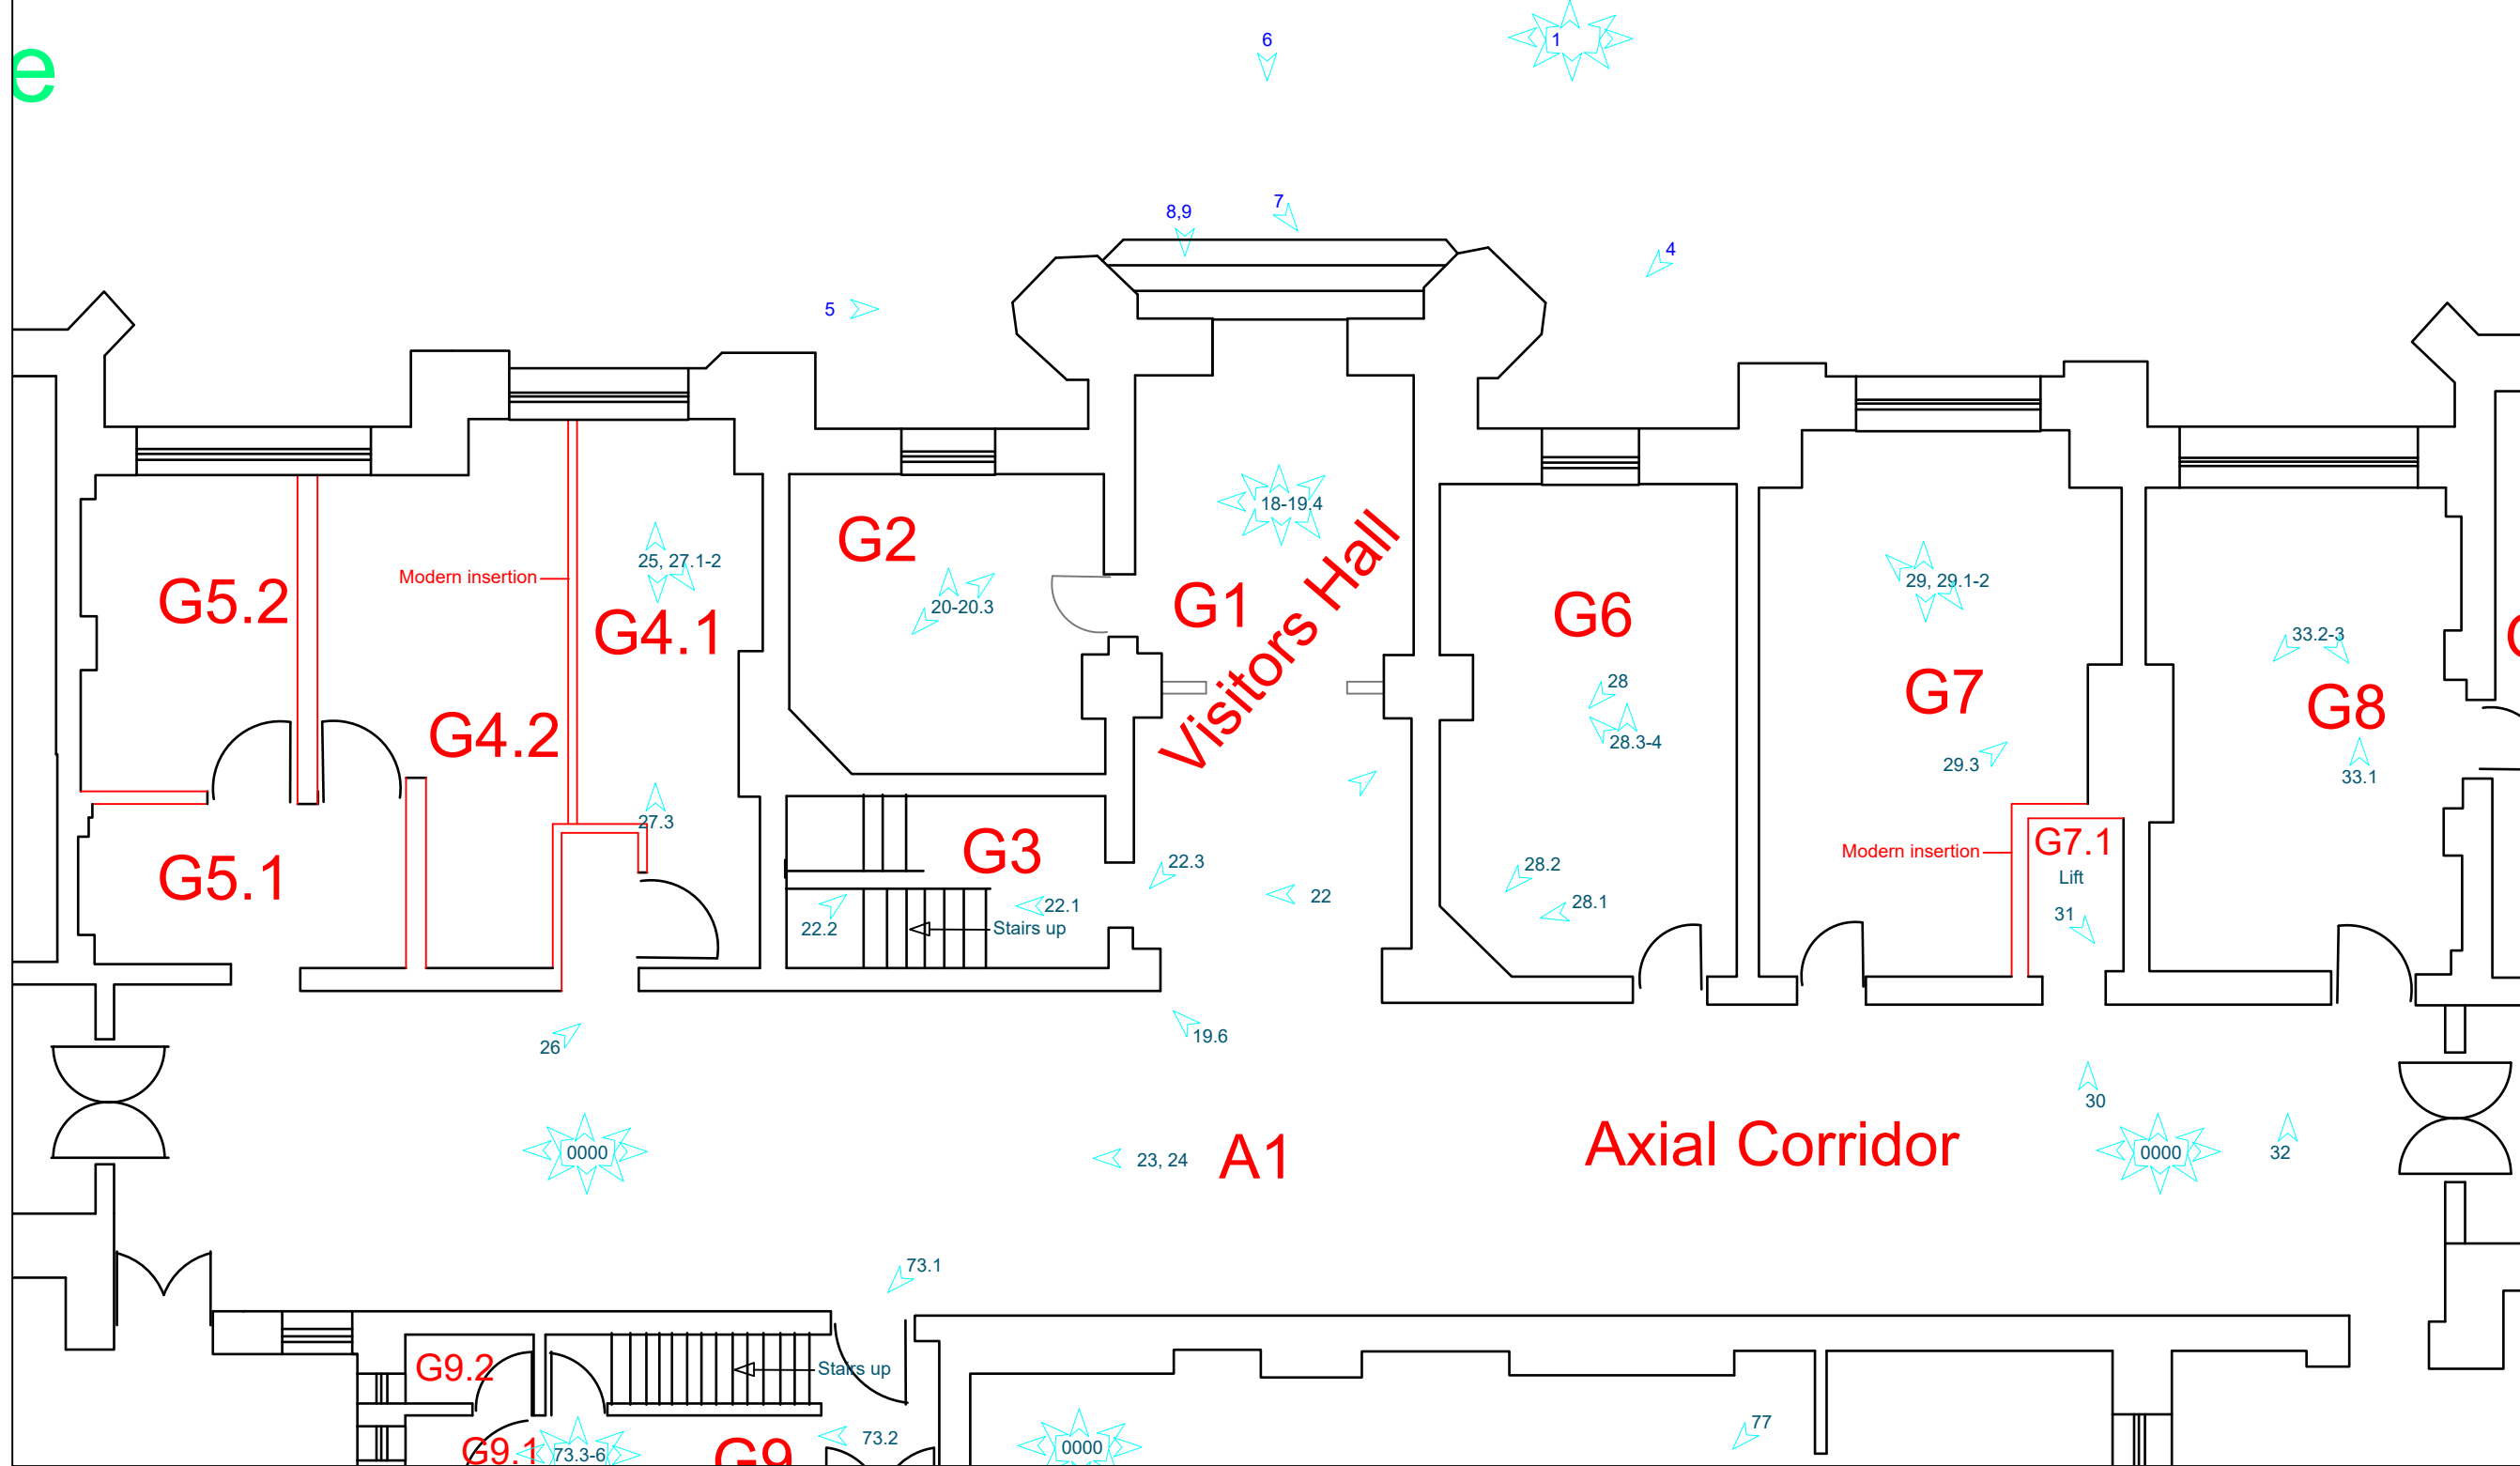 e
6
1
7
8,9
4
5
18-19.4
G2
25, 27.1-2
Modern insertion
29, 29.1-2
G5.2
20-20.3
G1
G6
G4.1
33.2-3
Visitors Hall
28
G7
G8
G4.2
28.3-4
29.3
33.1
27.3
G3
G7.1
Modern insertion
22.3
28.2
Lift
G5.1
22
28.1
22.1
31
22.2
Stairs up
26
19.6
30
0000
23, 24
A1
Axial Corridor
0000
32
73.1
G9.2
Stairs up
77
73.2
0000
G9.1
73.3-6
G9